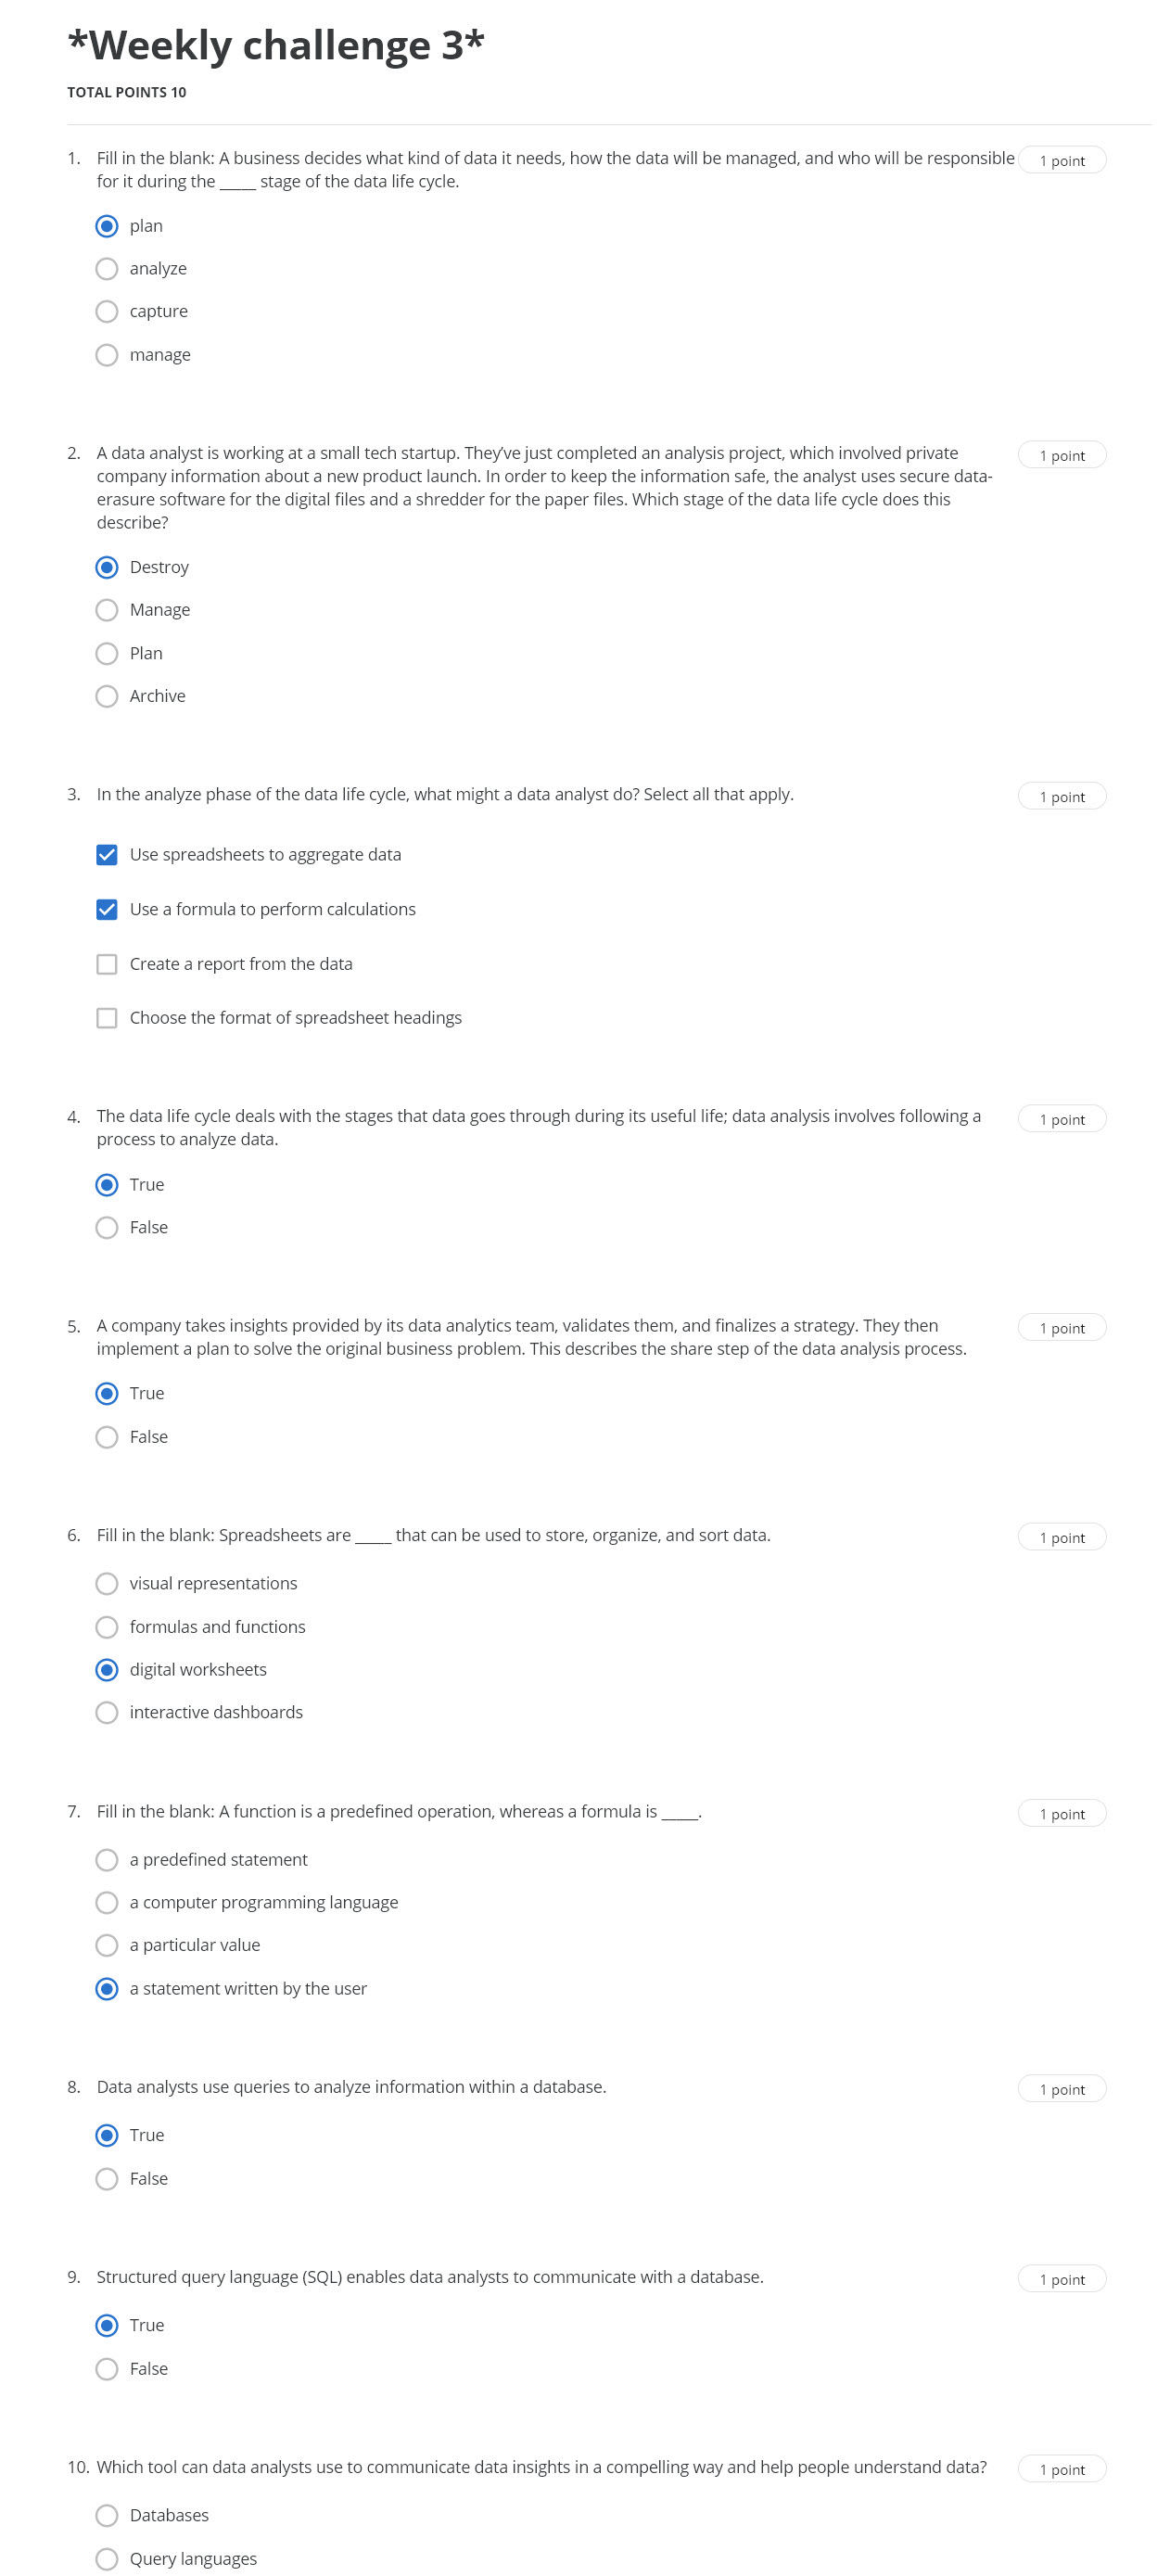 *Weekly challenge 3*
TOTAL POINTS 10
1. Fill in the blank: A business decides what kind of data it needs, how the data will be managed, and who will be responsible 1 point
for it during the _____ stage of the data life cycle.
plan
analyze
capture
manage
2. A data analyst is working at a small tech startup. They’ve just completed an analysis project, which involved private 1 point
company information about a new product launch. In order to keep the information safe, the analyst uses secure data-
erasure software for the digital files and a shredder for the paper files. Which stage of the data life cycle does this
describe?
Destroy
Manage
Plan
Archive
3. In the analyze phase of the data life cycle, what might a data analyst do? Select all that apply. 1 point
Use spreadsheets to aggregate data
Use a formula to perform calculations
Create a report from the data
Choose the format of spreadsheet headings
4. The data life cycle deals with the stages that data goes through during its useful life; data analysis involves following a 1 point
process to analyze data.
True
False
5. A company takes insights provided by its data analytics team, validates them, and finalizes a strategy. They then 1 point
implement a plan to solve the original business problem. This describes the share step of the data analysis process.
True
False
6. Fill in the blank: Spreadsheets are _____ that can be used to store, organize, and sort data. 1 point
visual representations
formulas and functions
digital worksheets
interactive dashboards
7. Fill in the blank: A function is a predefined operation, whereas a formula is _____. 1 point
a predefined statement
a computer programming language
a particular value
a statement written by the user
8. Data analysts use queries to analyze information within a database. 1 point
True
False
9. Structured query language (SQL) enables data analysts to communicate with a database. 1 point
True
False
10. Which tool can data analysts use to communicate data insights in a compelling way and help people understand data? 1 point
Databases
Query languages